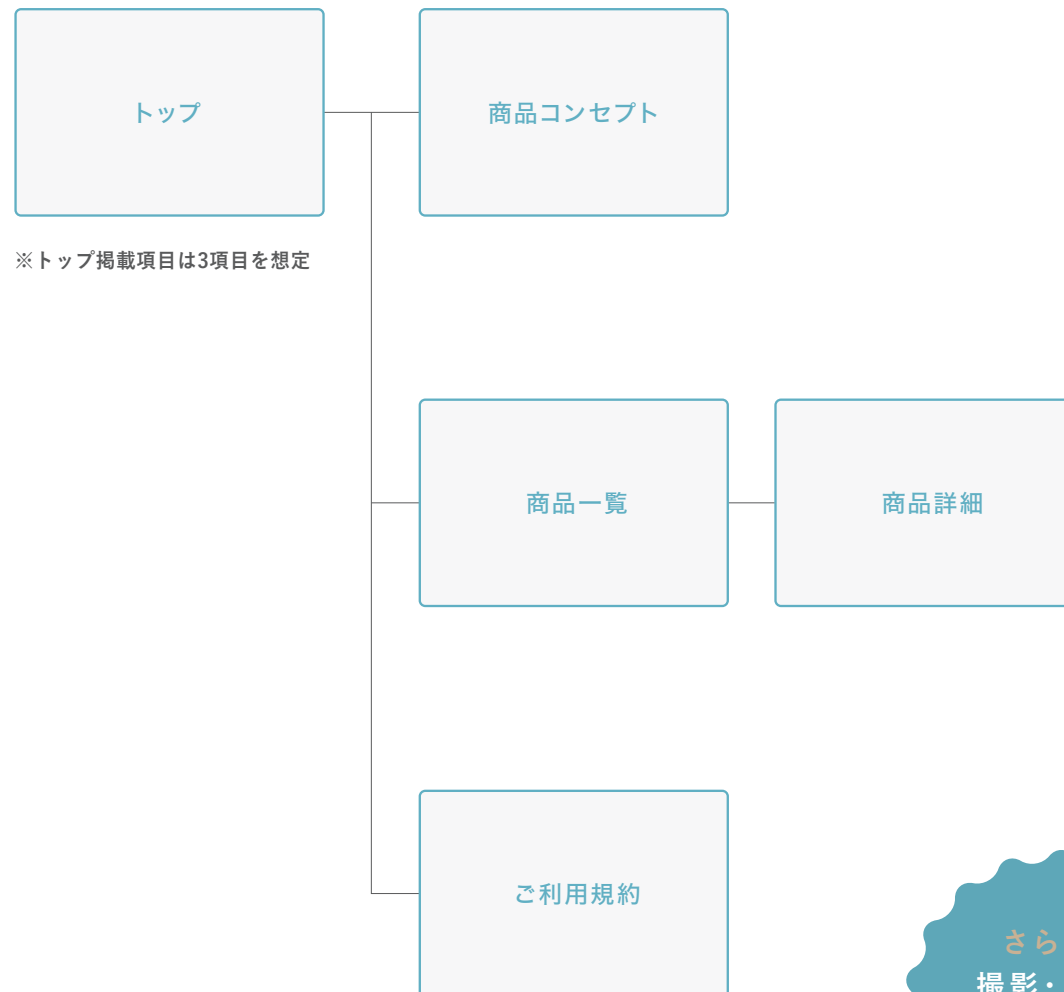 トップ
商品コンセプト
※トップ掲載項目は3項目を想定
商品一覧
商品詳細
ご利用規約
さら
撮影・